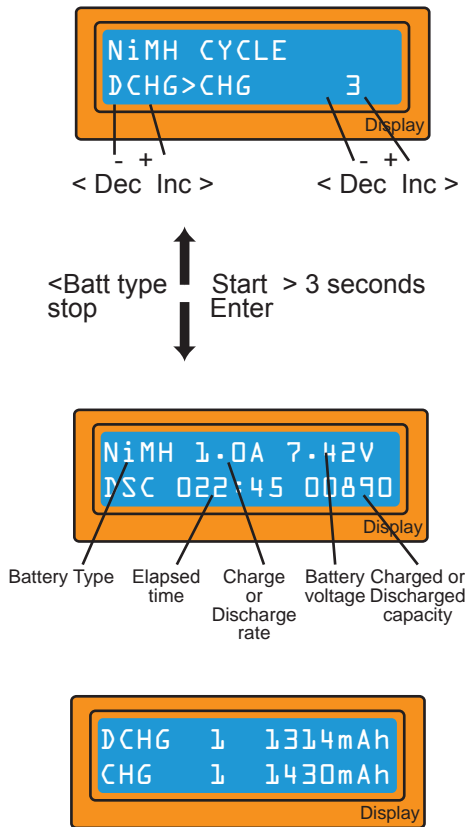 NiMH CYCLE
DCHG>CHG 3
Display
- + - +
< Dec Inc > < Dec Inc >
<Batt type Start > 3 seconds
stop Enter
NiMH 1.0A 7.42V
DSC 022:45 00890
Display
Battery Type Elapsed Charge Battery Charged or
time or voltage Discharged
Discharge capacity
rate
DCHG 1 1314mAh
CHG 1 1430mAh
Display